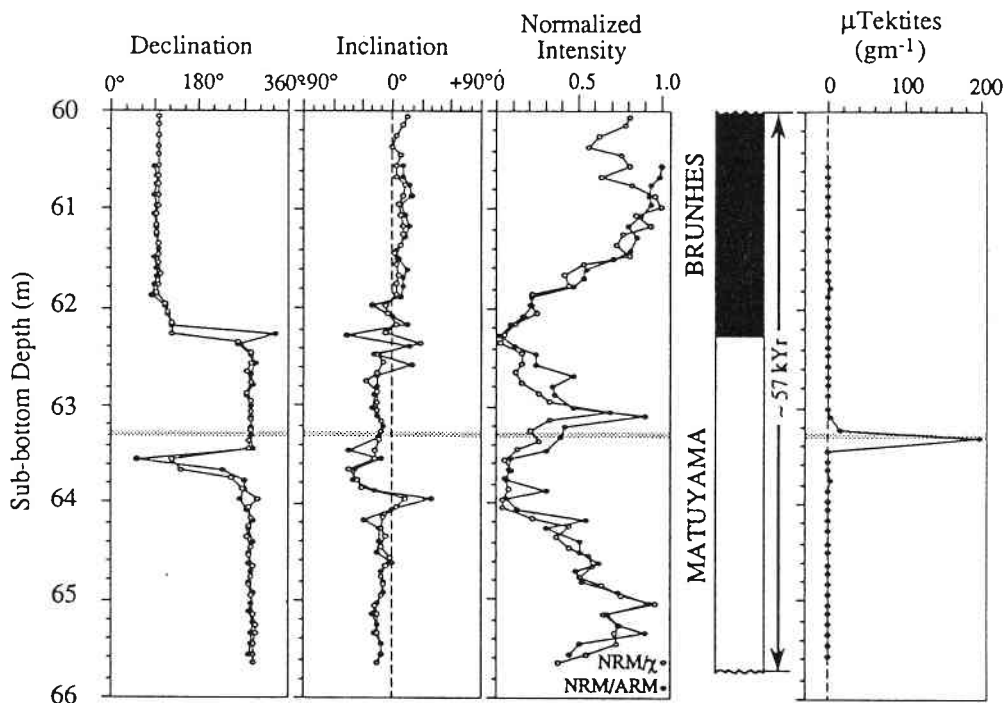 Declination
Inclination
Normalized
Intensity
μTektites
(gm-1)
0° 180° 360°
-90° 0° +90°
0 0.5 1.0
0 100 200
Sub-bottom Depth (m)
60
61
62
63
64
65
66
BRUNHES
MATUYAMA
~ 57 kYr
NRM/χ
NRM/ARM